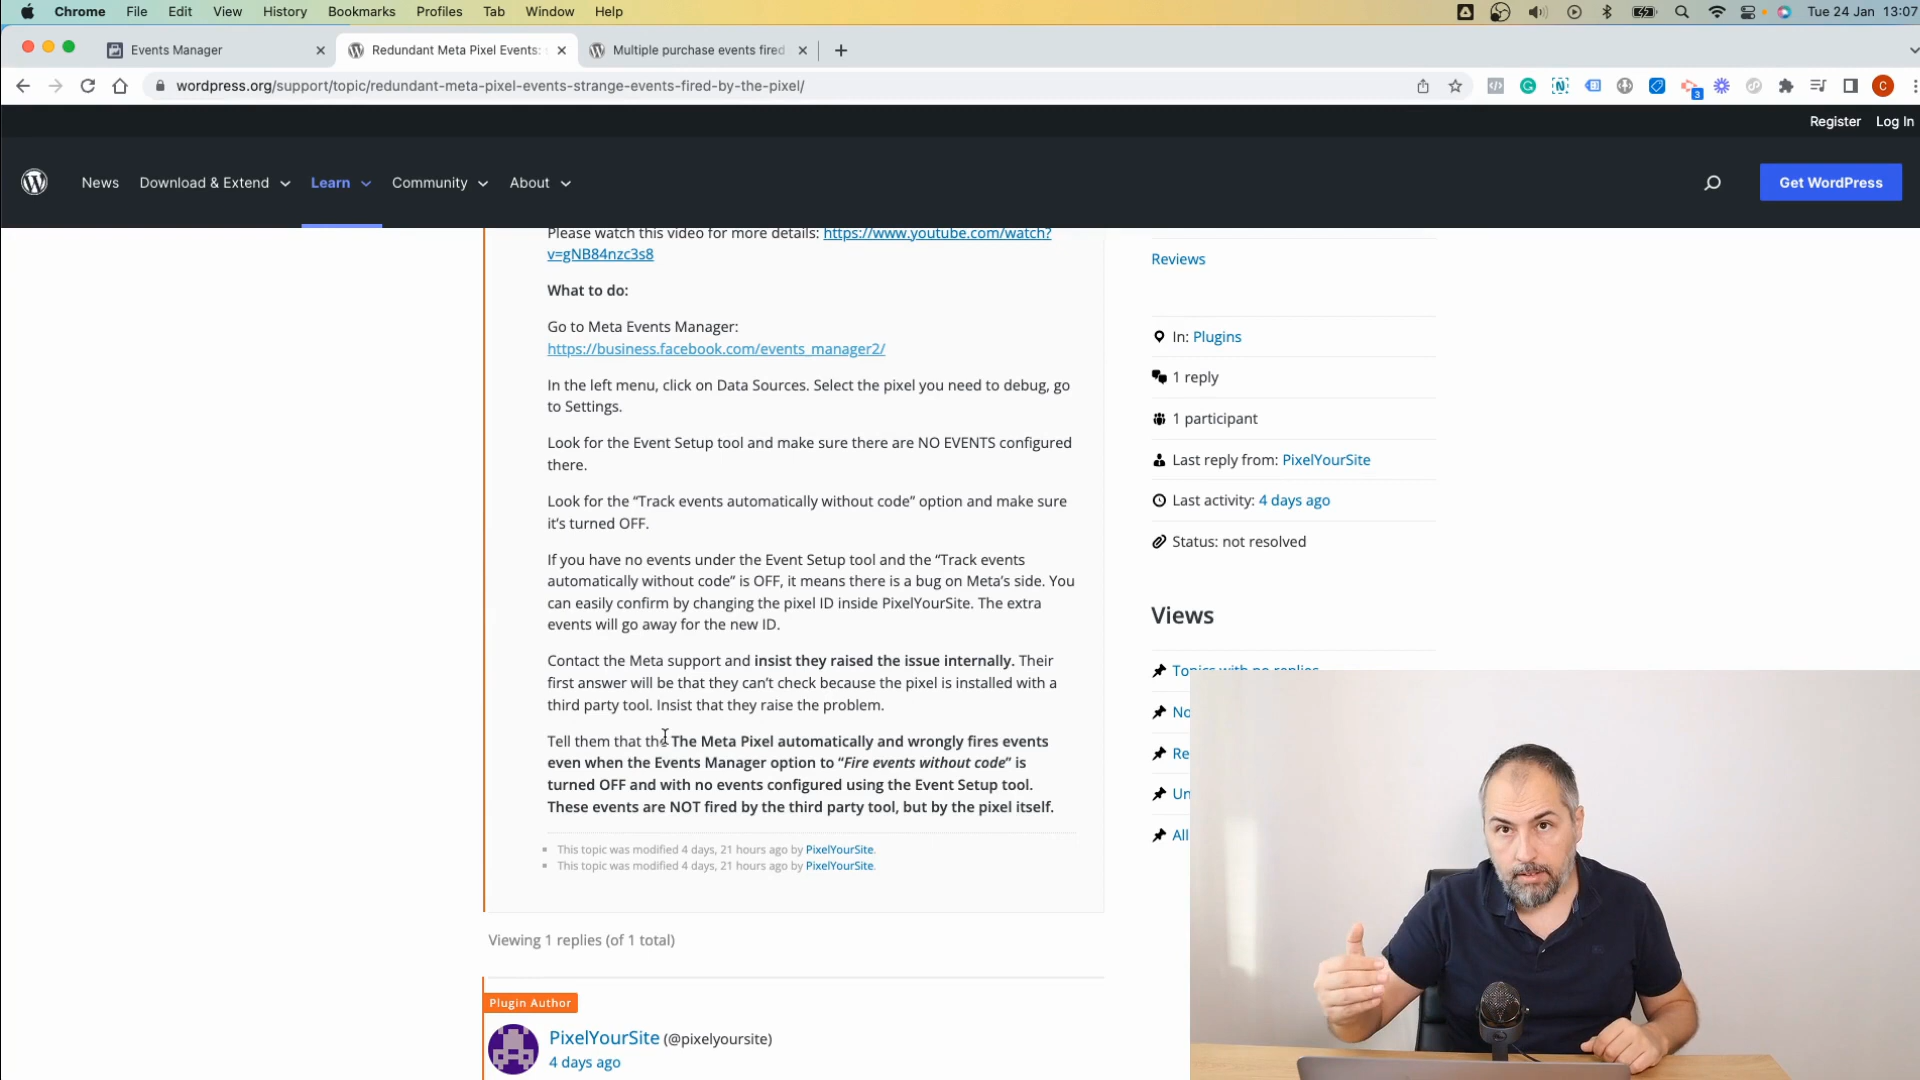 Chrome File Edit View History Bookmarks Profiles Tab Window Help
Tue 24 Jan 13:07
Events Manager
Redundant Meta Pixel Events:
Multiple purchase events fired
wordpress.org/support/topic/redundant-meta-pixel-events-strange-events-fired-by-the-pixel/
3
C
Register Log In
News Download & Extend Learn Community About
Get WordPress
Please watch this video for more details: https://www.youtube.com/watch?
v=gNB84nzc3s8
What to do:
Go to Meta Events Manager:
https://business.facebook.com/events_manager2/
In the left menu, click on Data Sources. Select the pixel you need to debug, go
to Settings.
Look for the Event Setup tool and make sure there are NO EVENTS configured
there.
Look for the “Track events automatically without code” option and make sure
it’s turned OFF.
If you have no events under the Event Setup tool and the “Track events
automatically without code” is OFF, it means there is a bug on Meta’s side. You
can easily confirm by changing the pixel ID inside PixelYourSite. The extra
events will go away for the new ID.
Contact the Meta support and insist they raised the issue internally. Their
first answer will be that they can’t check because the pixel is installed with a
third party tool. Insist that they raise the problem.
Tell them that the The Meta Pixel automatically and wrongly fires events
even when the Events Manager option to “Fire events without code” is
turned OFF and with no events configured using the Event Setup tool.
These events are NOT fired by the third party tool, but by the pixel itself.
This topic was modified 4 days, 21 hours ago by PixelYourSite.
This topic was modified 4 days, 21 hours ago by PixelYourSite.
Viewing 1 replies (of 1 total)
Plugin Author
PixelYourSite (@pixelyoursite)
4 days ago
Reviews
In: Plugins
1 reply
1 participant
Last reply from: PixelYourSite
Last activity: 4 days ago
Status: not resolved
Views
Topics with no replies
No
Re
Un
All